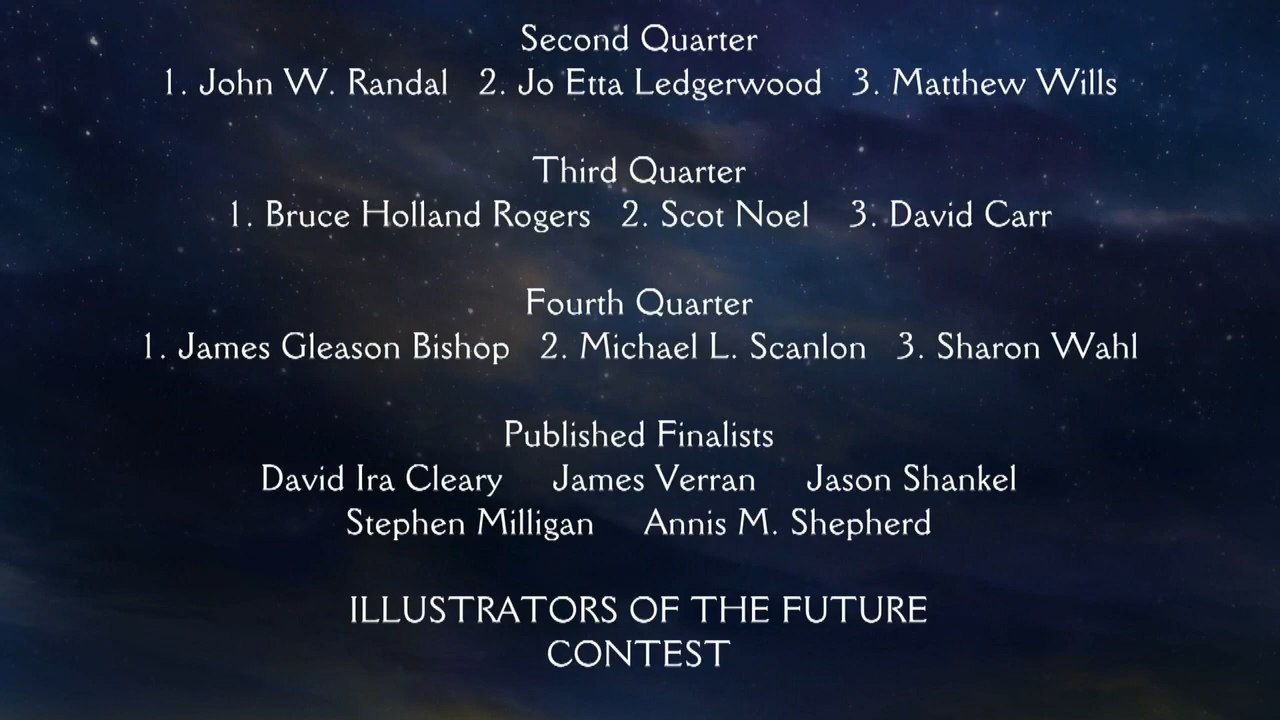 Second Quarter
1. John W. Randal 2. Jo Etta Ledgerwood 3. Matthew Wills
Third Quarter
1. Bruce Holland Rogers 2. Scot Noel 3. David Carr
Fourth Quarter
1. James Gleason Bishop 2. Michael L. Scanlon 3. Sharon Wahl
Published Finalists
David Ira Cleary James Verran Jason Shankel
Stephen Milligan Annis M. Shepherd
ILLUSTRATORS OF THE FUTURE
CONTEST